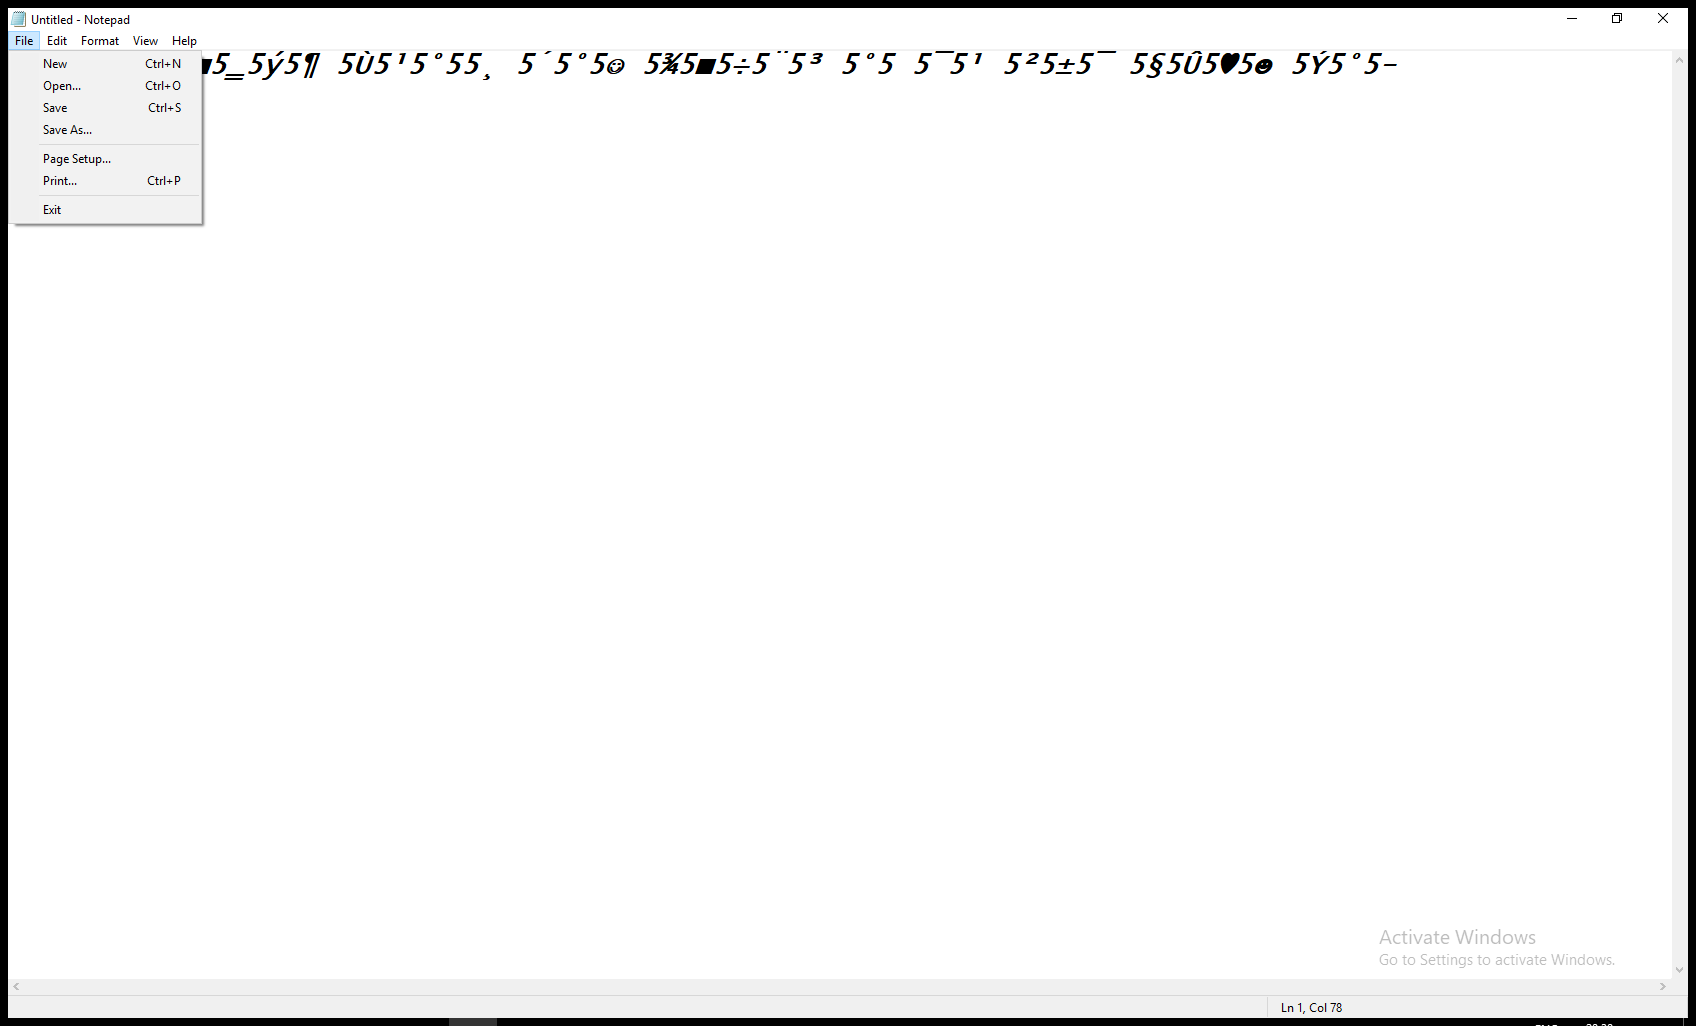 Untitled - Notepad
File Edit Format View Help
5‗5ý5¶ 5Ù5¹5°55¸ 5´5°5☺ 5¾5■5÷5¨5³ 5°5 5¯5¹ 5²5±5¯ 5§5Û5♥5☻ 5Ý5°5–
New Ctrl+N
Open... Ctrl+O
Save Ctrl+S
Save As...
Page Setup...
Print... Ctrl+P
Exit
Activate Windows
Go to Settings to activate Windows.
Ln 1, Col 78